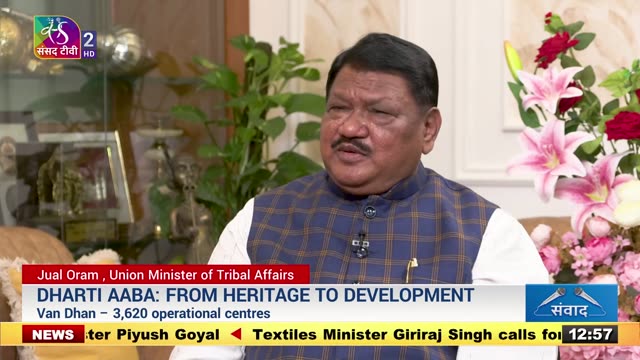 संसद टीवी
2
HD
Jual Oram , Union Minister of Tribal Affairs
DHARTI AABA: FROM HERITAGE TO DEVELOPMENT
Van Dhan – 3,620 operational centres
संवाद
NEWS ster Piyush Goyal ◄ Textiles Minister Giriraj Singh calls for 12:57